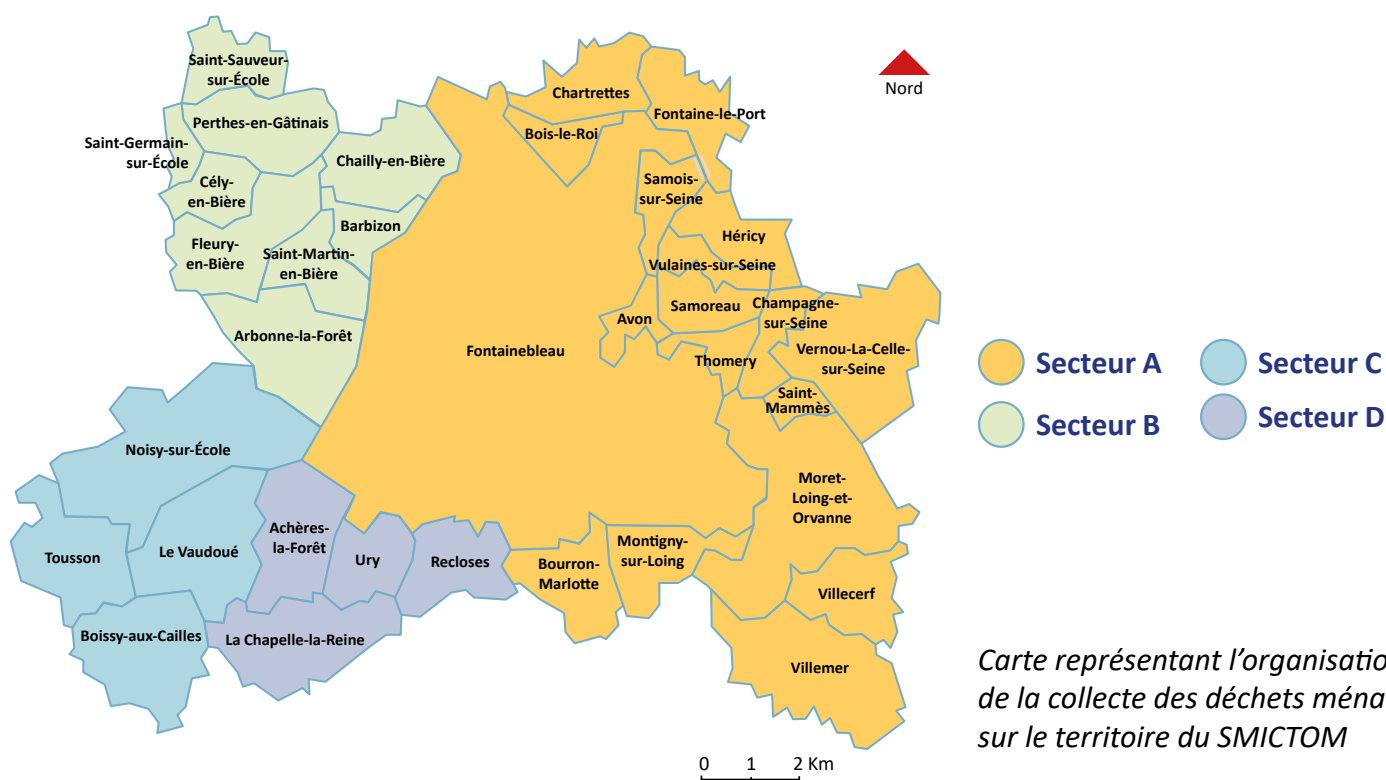 Saint-Sauveur-
sur-École
Perthes-en-Gâtinais
Saint-Germain-
sur-École
Cély-
en-Bière
Chailly-en-Bière
Barbizon
Fleury-
en-Bière
Saint-Martin-
en-Bière
Arbonne-la-Forêt
Chartrettes
Bois-le-Roi
Fontaine-le-Port
Samois-
sur-Seine
Héricy
Vulaines-sur-Seine
Samoreau
Avon
Champagne-
sur-Seine
Fontainebleau
Thomery
Vernou-La-Celle-
sur-Seine
Saint-
Mammès
Moret-
Loing-et-
Orvanne
Noisy-sur-École
Tousson
Le Vaudoué
Achères-
la-Forêt
Ury
Recloses
Bourron-
Marlotte
Montigny-
sur-Loing
Villecerf
Boissy-aux-Cailles
La Chapelle-la-Reine
Villemer
Nord
Secteur A
Secteur C
Secteur B
Secteur D
Carte représentant l'organisatio
de la collecte des déchets ména
sur le territoire du SMICTOM
0 1 2 Km